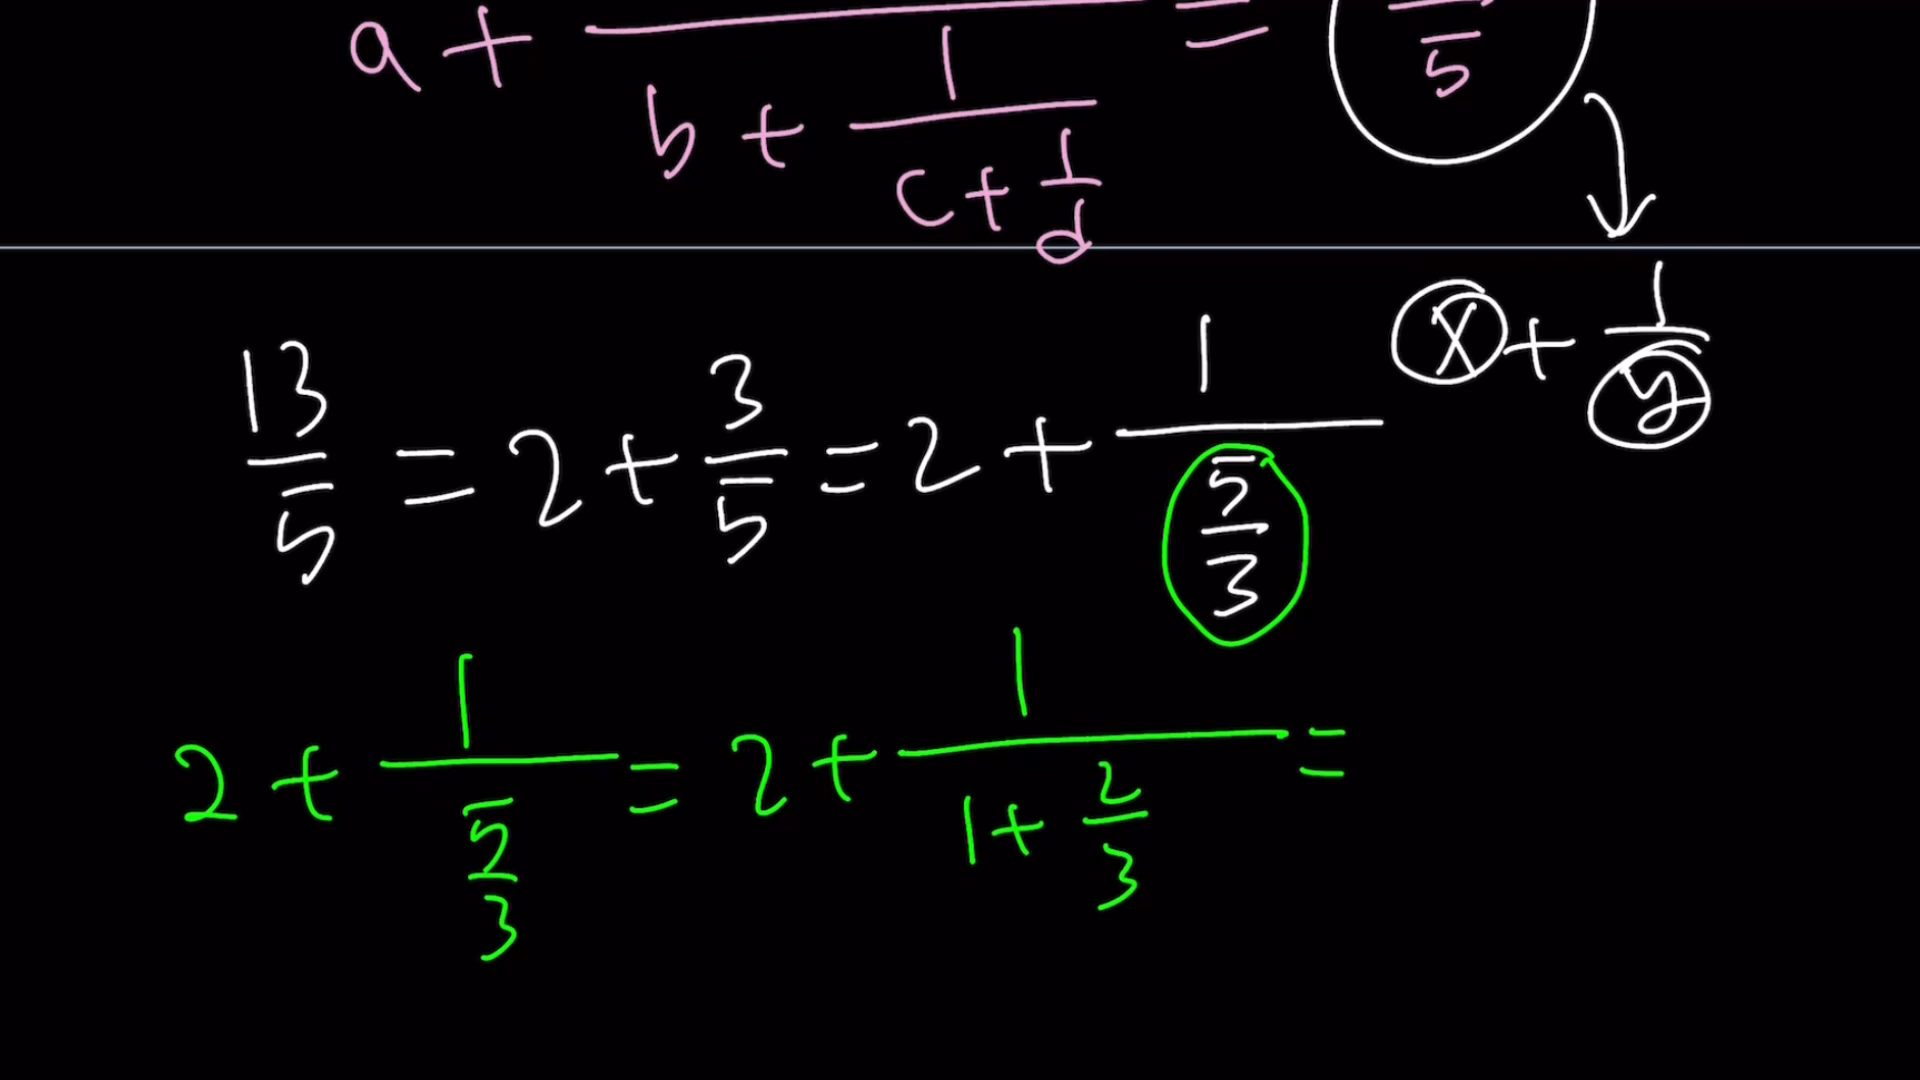 a + 1/(b + 1/(c + 1/d)) = /5
x + 1/y
13/5 = 2 + 3/5 = 2 + 1/(5/3)
2 + 1/(5/3) = 2 + 1/(1 + 2/3) =